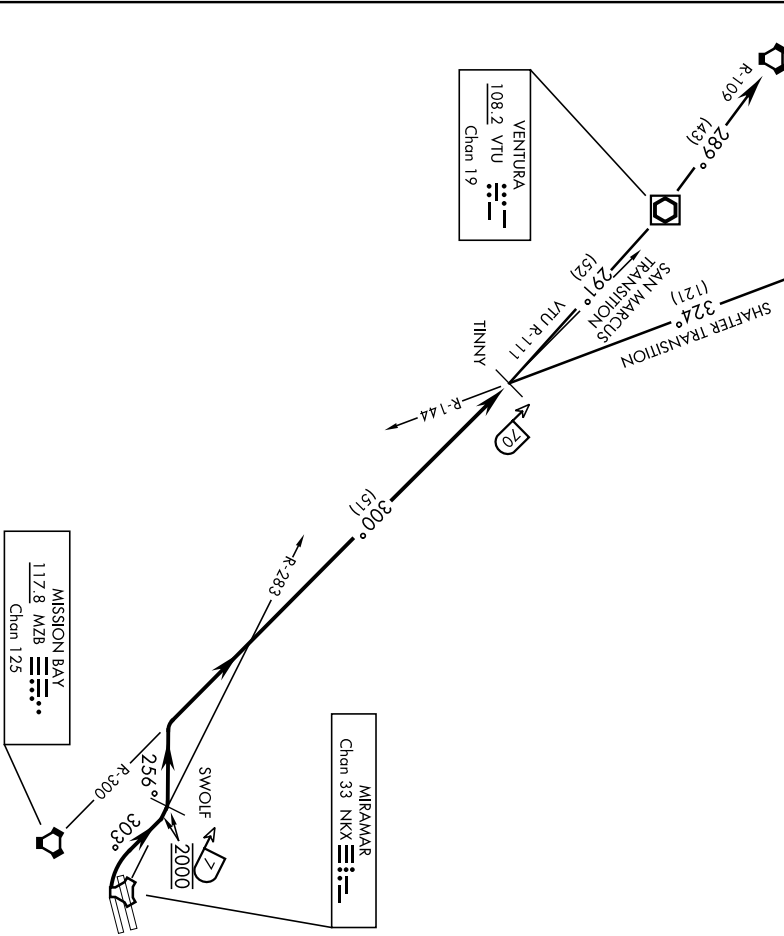 R-109
289°
(43)
VENTURA
108.2 VTU
Chan 19
291°
(52)
SAN MARCUS
TRANSITION
VTU R-111
324°
(121)
SHAFTER TRANSITION
TINNY
R-144
70
300°
(51)
R-283
MISSION BAY
117.8 MZB
Chan 125
R-300
256°
303°
SWOLF
2000
7
MIRAMAR
Chan 33 NKX